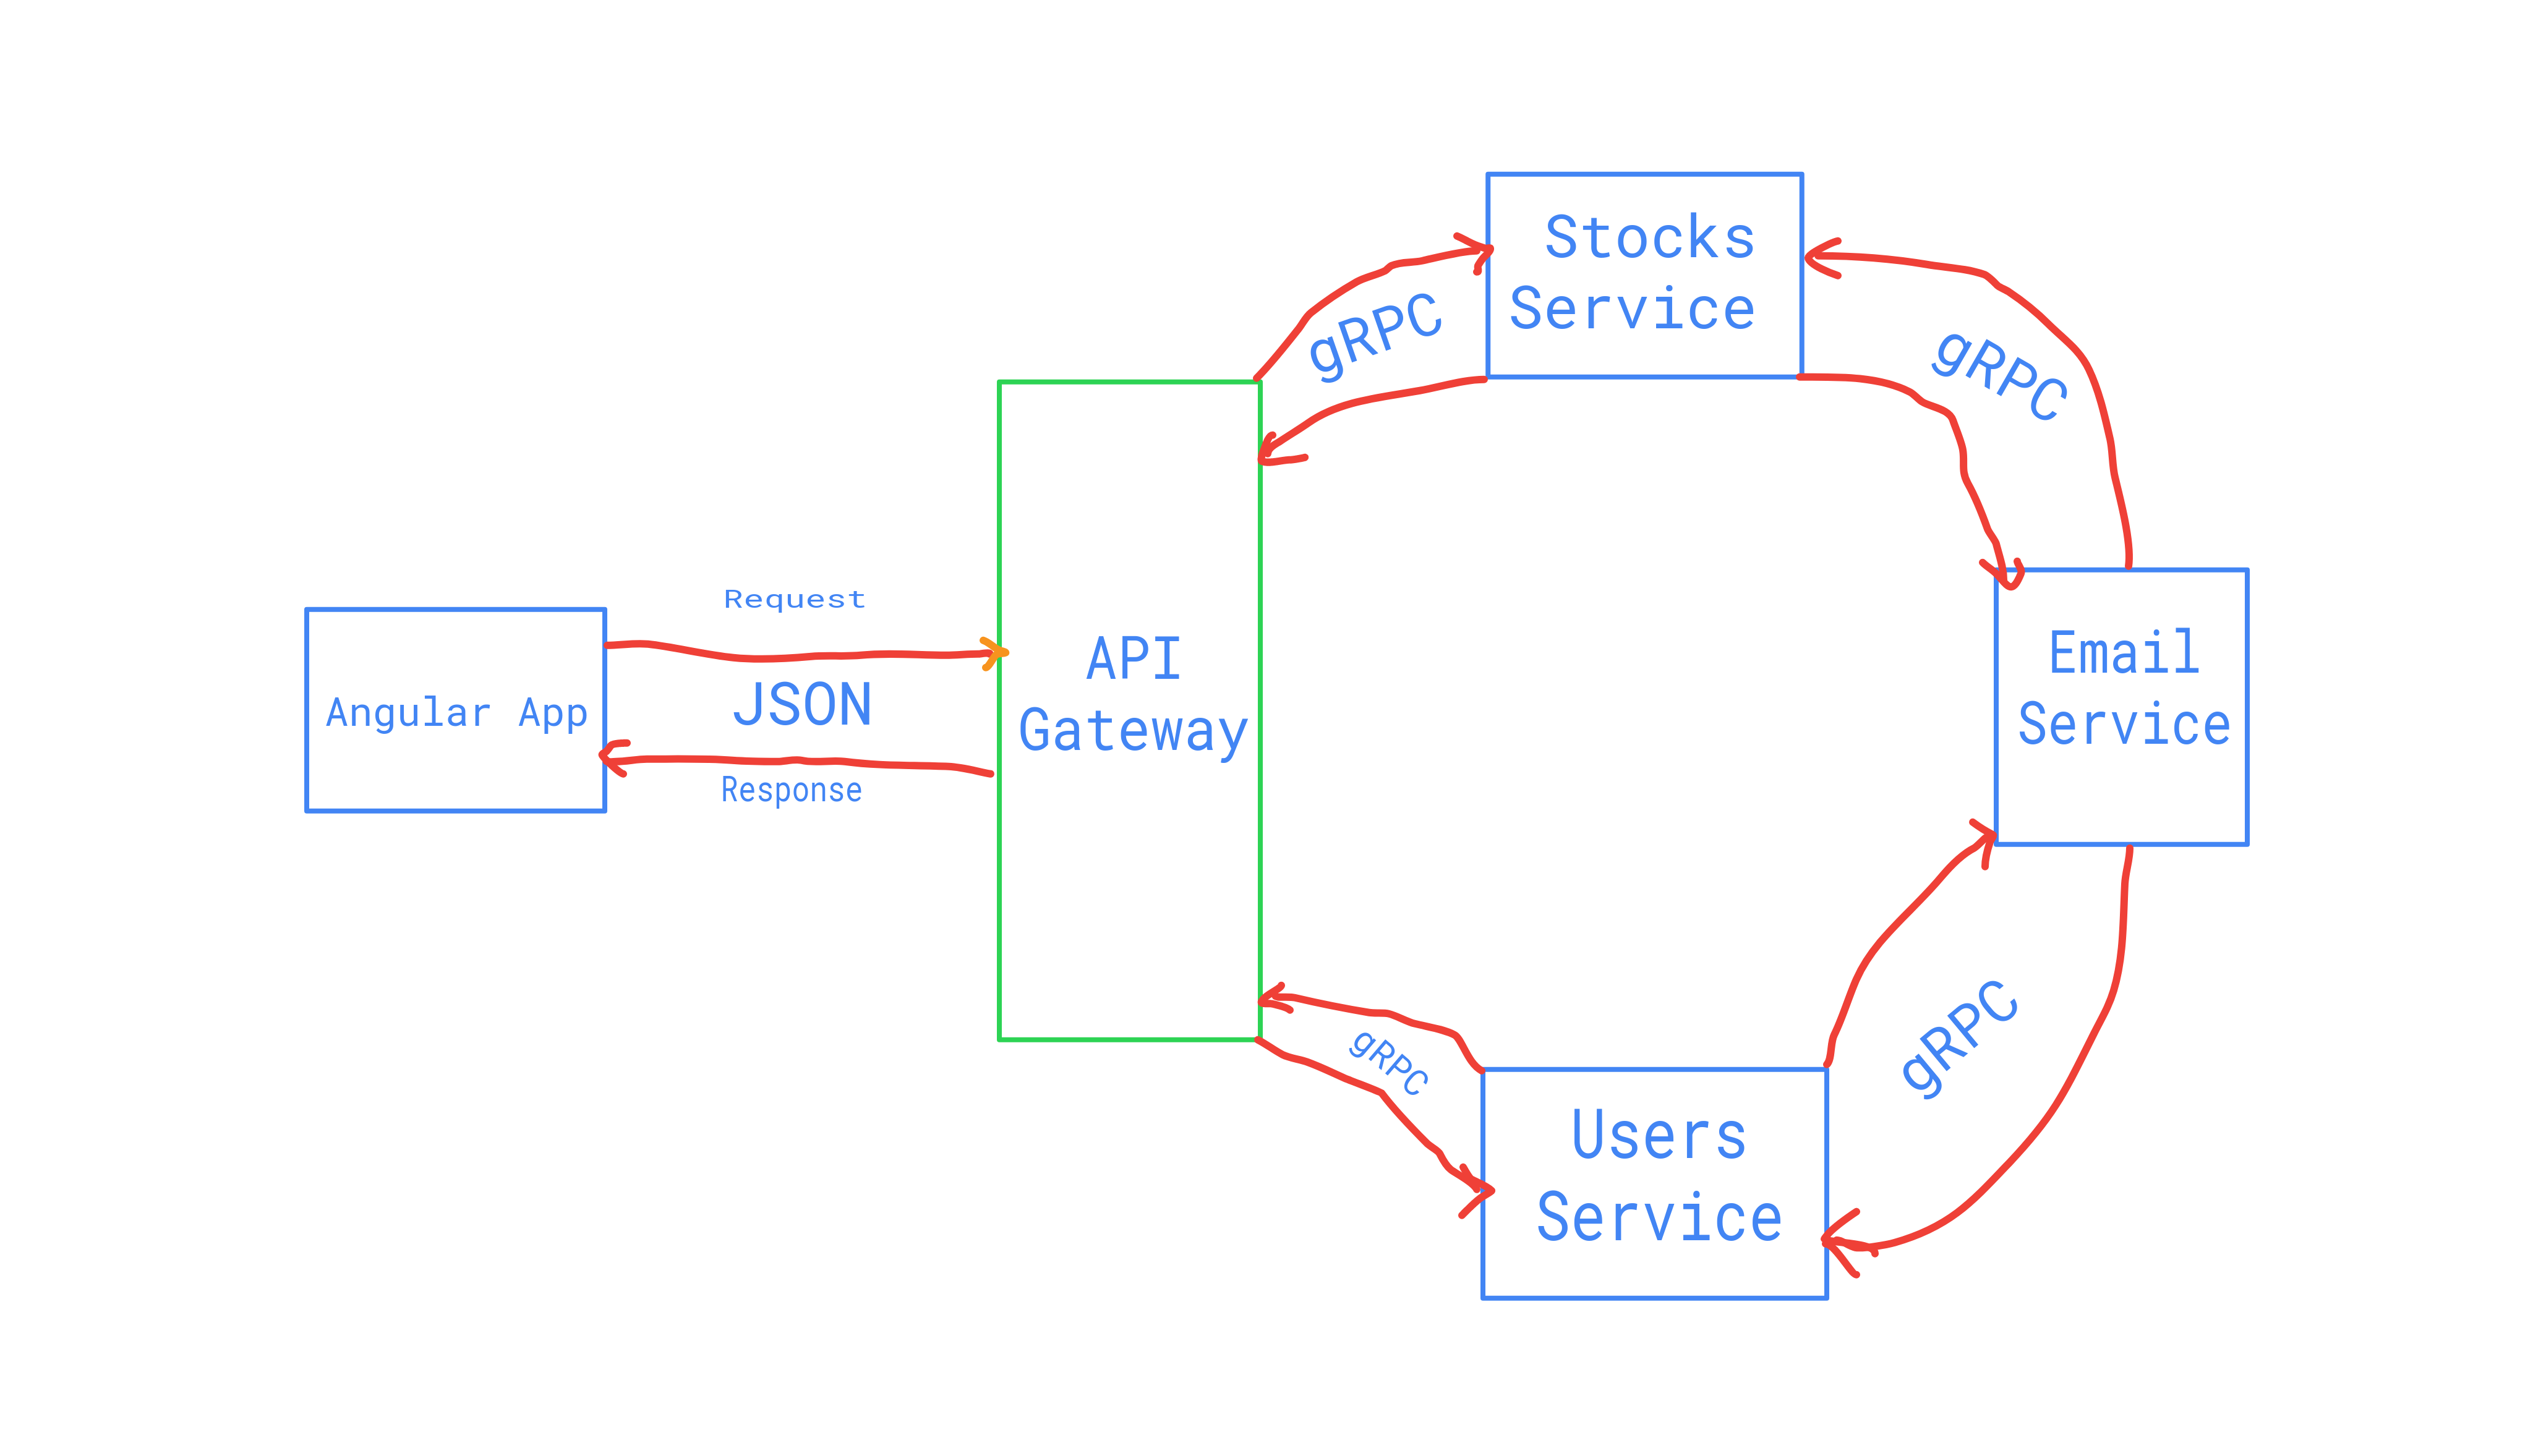 Stocks
Service
gRPC
gRPC
Request
JSON
Response
Angular App
API
Gateway
Email
Service
gRPC
gRPC
Users
Service